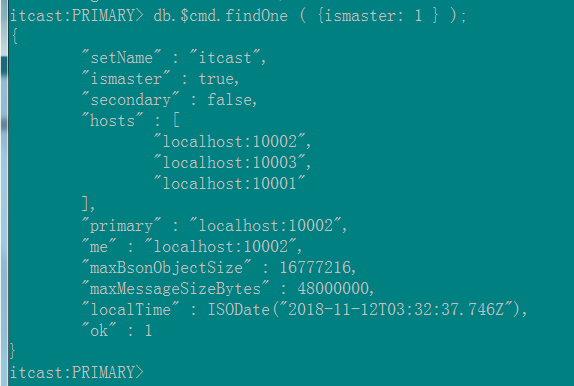 itcast:PRIMARY> db.$cmd.findOne ( {ismaster: 1 } );
{
        "setName" : "itcast",
        "ismaster" : true,
        "secondary" : false,
        "hosts" : [
                "localhost:10002",
                "localhost:10003",
                "localhost:10001"
        ],
        "primary" : "localhost:10002",
        "me" : "localhost:10002",
        "maxBsonObjectSize" : 16777216,
        "maxMessageSizeBytes" : 48000000,
        "localTime" : ISODate("2018-11-12T03:32:37.746Z"),
        "ok" : 1
}
itcast:PRIMARY>